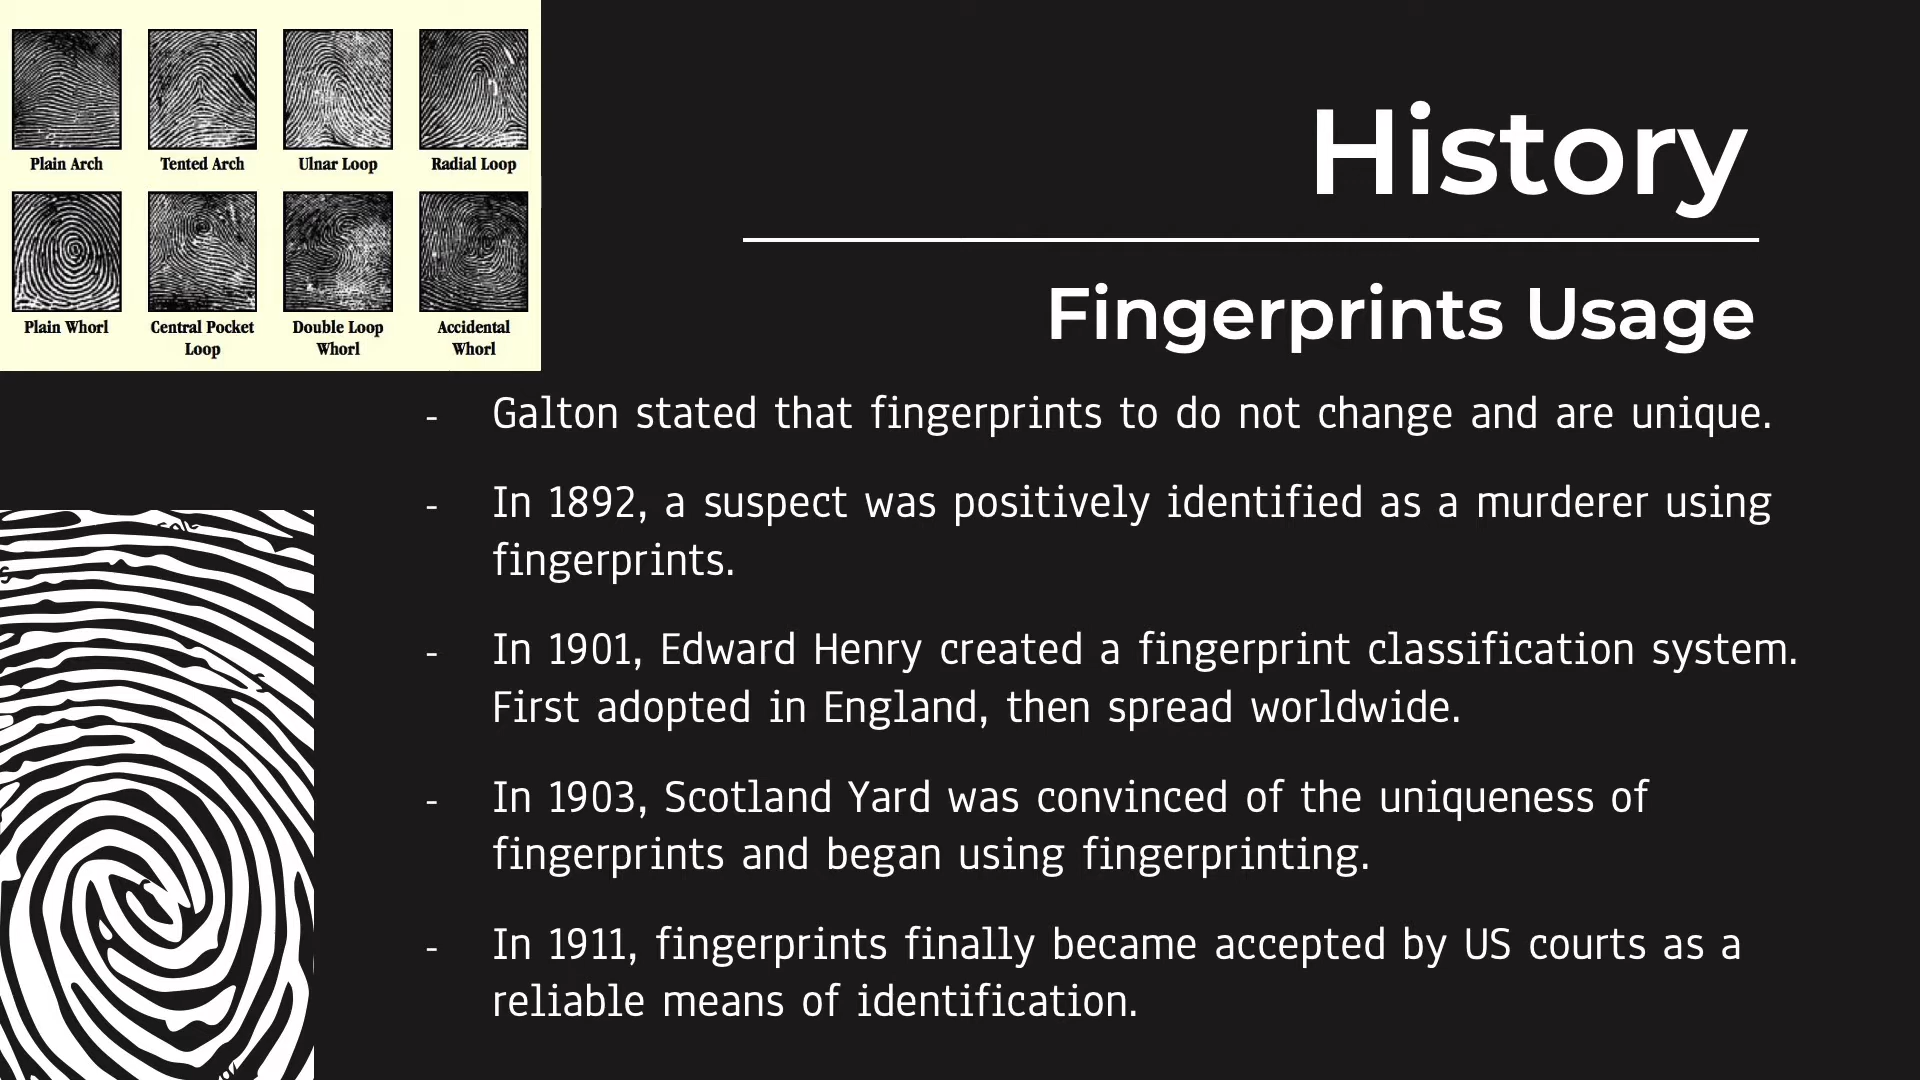 Plain Arch
Tented Arch
Ulnar Loop
Radial Loop
Plain Whorl
Central Pocket
Loop
Double Loop
Whorl
Accidental
Whorl
History
Fingerprints Usage
- Galton stated that fingerprints to do not change and are unique.
- In 1892, a suspect was positively identified as a murderer using
fingerprints.
- In 1901, Edward Henry created a fingerprint classification system.
First adopted in England, then spread worldwide.
- In 1903, Scotland Yard was convinced of the uniqueness of
fingerprints and began using fingerprinting.
- In 1911, fingerprints finally became accepted by US courts as a
reliable means of identification.